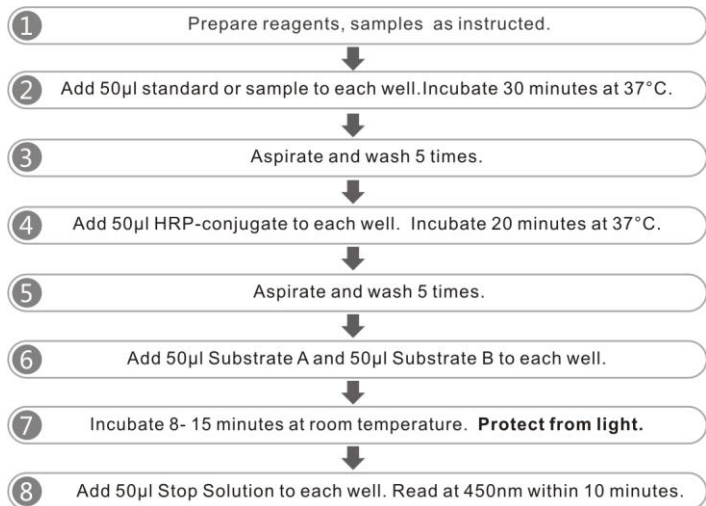 1 Prepare reagents, samples as instructed.
2 Add 50µl standard or sample to each well.Incubate 30 minutes at 37°C.
3 Aspirate and wash 5 times.
4 Add 50µl HRP-conjugate to each well. Incubate 20 minutes at 37°C.
5 Aspirate and wash 5 times.
6 Add 50µl Substrate A and 50µl Substrate B to each well.
7 Incubate 8- 15 minutes at room temperature. Protect from light.
8 Add 50µl Stop Solution to each well. Read at 450nm within 10 minutes.